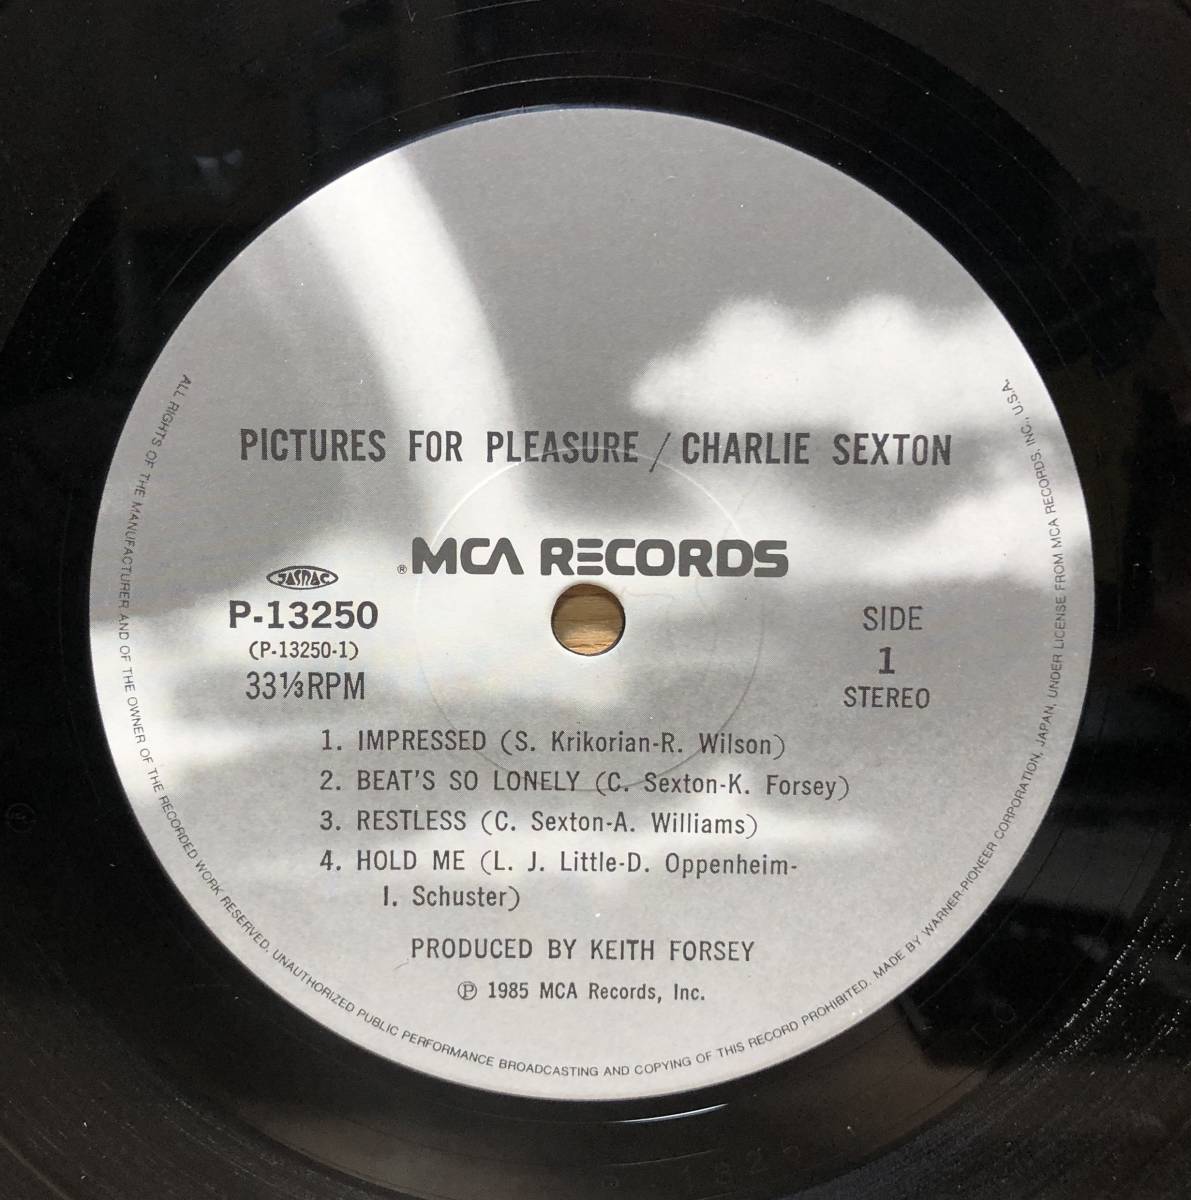 PICTURES FOR PLEASURE / CHARLIE SEXTON
® MCA RECORDS
JASRAC
P-13250
(P-13250-1)
33⅓RPM
SIDE
1
STEREO
1. IMPRESSED (S. Krikorian-R. Wilson)
2. BEAT'S SO LONELY (C. Sexton-K. Forsey)
3. RESTLESS (C. Sexton-A. Williams)
4. HOLD ME (L. J. Little-D. Oppenheim-
I. Schuster)
PRODUCED BY KEITH FORSEY
Ⓟ 1985 MCA Records, Inc.
ALL RIGHTS OF THE MANUFACTURER AND OF THE OWNER OF THE RECORDED WORK RESERVED. UNAUTHORIZED PUBLIC PERFORMANCE BROADCASTING AND COPYING OF THIS RECORD PROHIBITED. MADE BY WARNER-PIONEER CORPORATION, JAPAN, UNDER LICENSE FROM MCA RECORDS, INC., U.S.A.